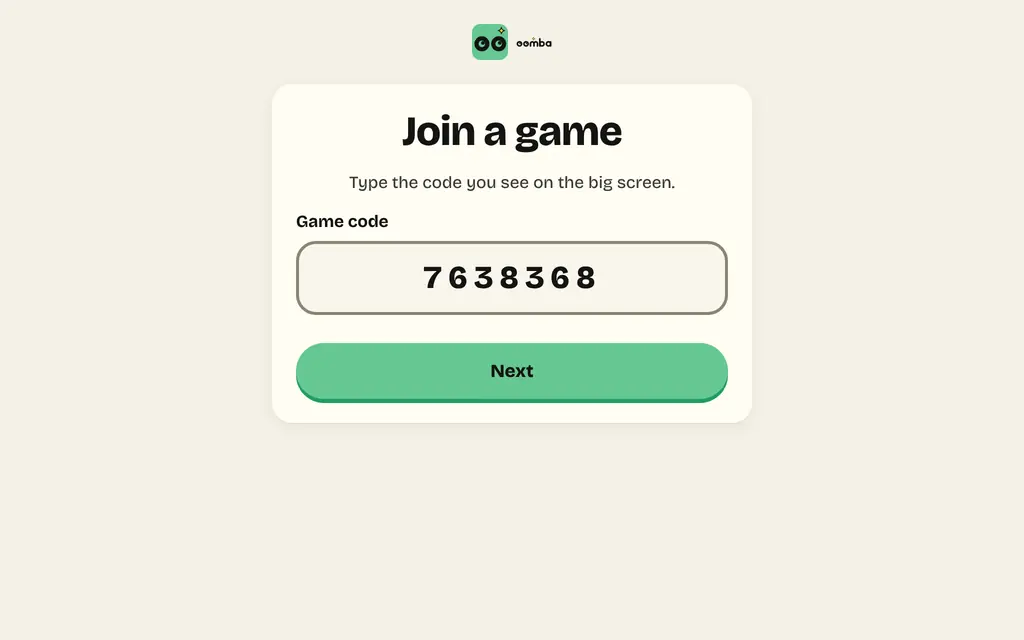 oomba
Join a game
Type the code you see on the big screen.
Game code
7638368
Next